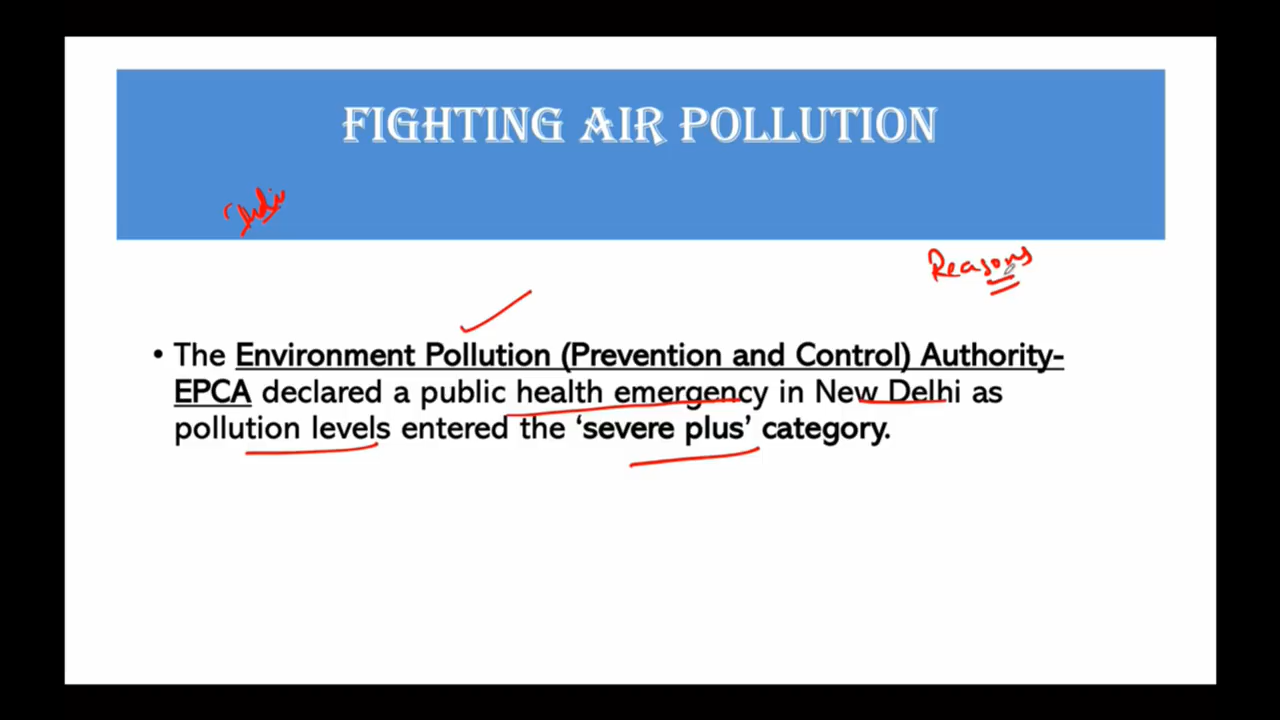 FIGHTING AIR POLLUTION
Reasons
• The Environment Pollution (Prevention and Control) Authority-
EPCA declared a public health emergency in New Delhi as
pollution levels entered the ‘severe plus’ category.